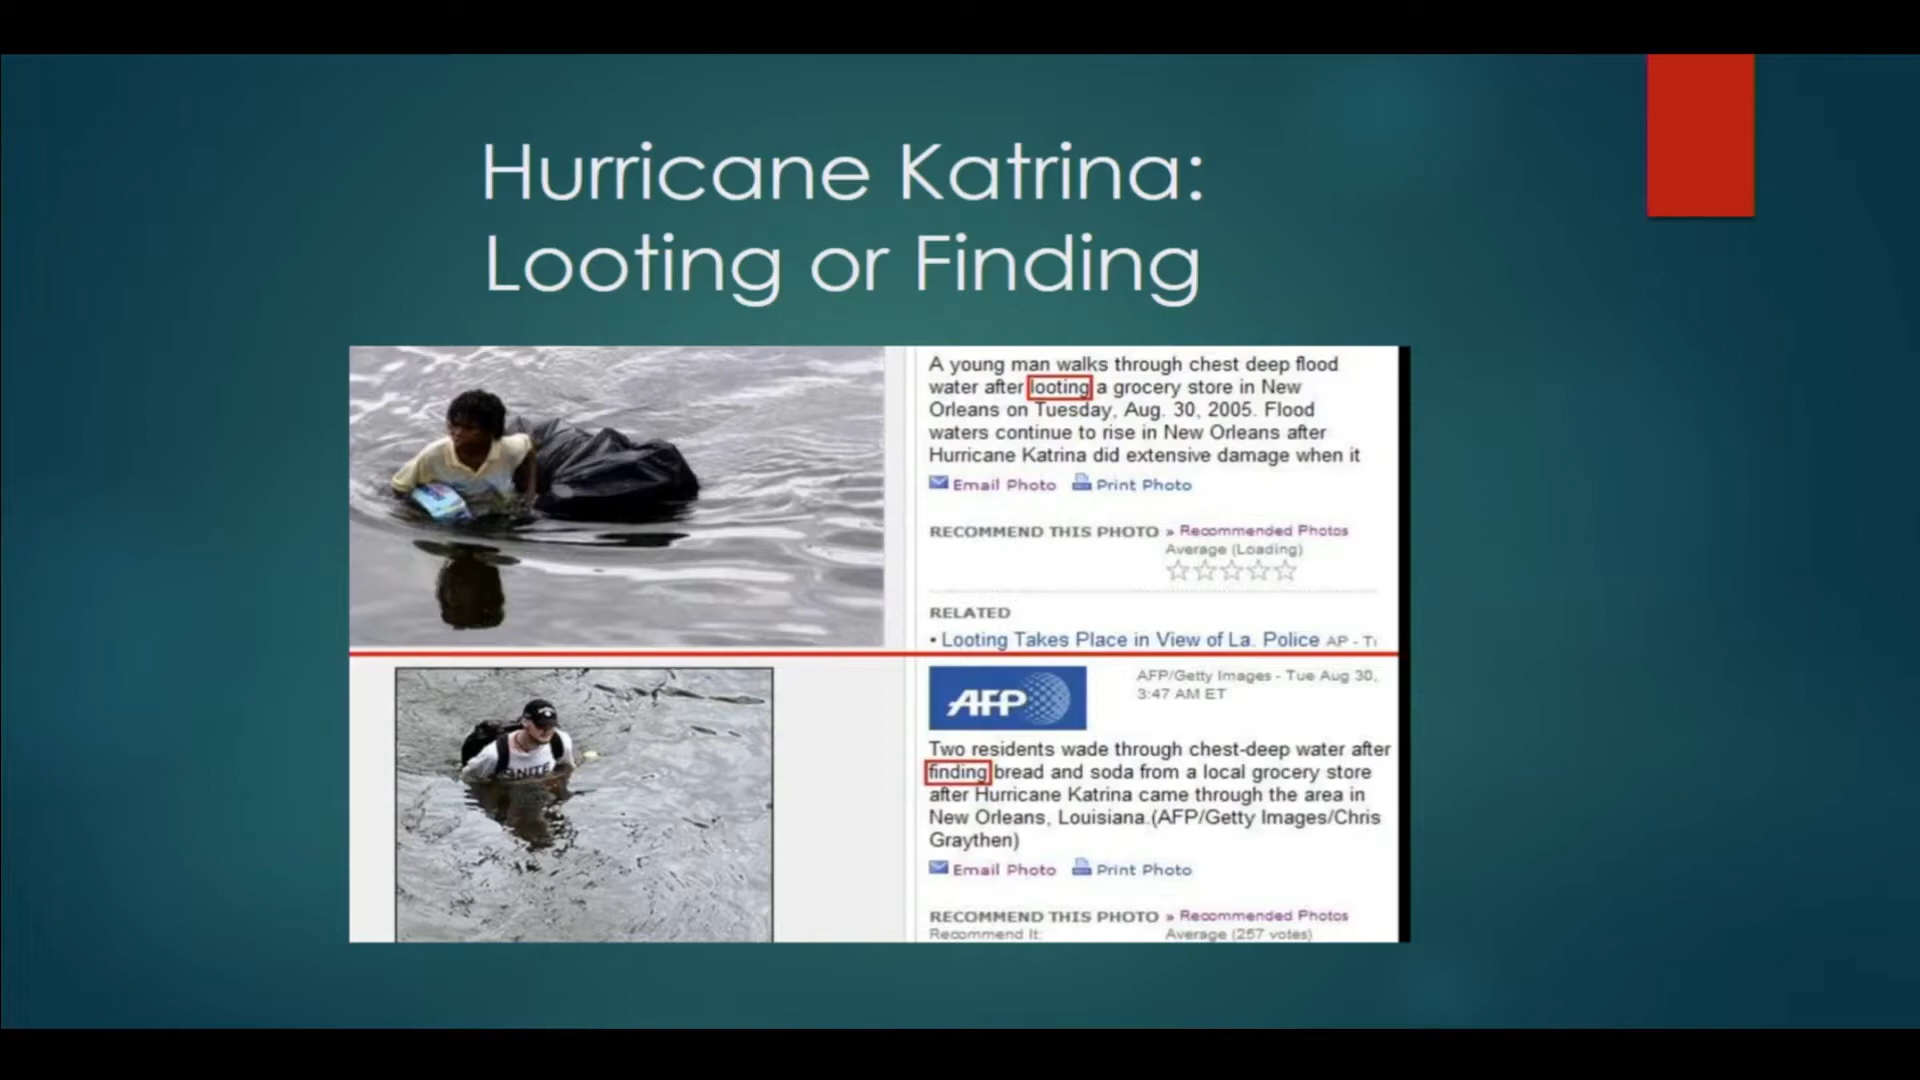 Hurricane Katrina:
Looting or Finding
A young man walks through chest deep flood
water after looting a grocery store in New
Orleans on Tuesday, Aug. 30, 2005. Flood
waters continue to rise in New Orleans after
Hurricane Katrina did extensive damage when it
Email Photo Print Photo
RECOMMEND THIS PHOTO » Recommended Photos
Average (Loading)
RELATED
• Looting Takes Place in View of La. Police AP -
AFP
AFP/Getty Images - Tue Aug 30,
3:47 AM ET
Two residents wade through chest-deep water after
finding bread and soda from a local grocery store
after Hurricane Katrina came through the area in
New Orleans, Louisiana.(AFP/Getty Images/Chris
Graythen)
Email Photo Print Photo
RECOMMEND THIS PHOTO » Recommended Photos
Recommend It: Average (257 votes)